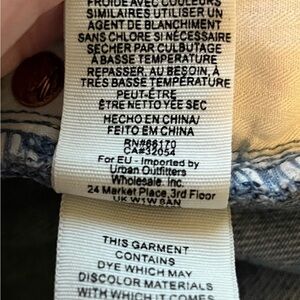 FROIDE AVEC COULEURS
SIMILAIRES UTILISER UN
AGENT DE BLANCHIMENT
SANS CHLORE SI NÉCESSAIRE
SECHER PAR CULBUTAGE
À BASSE TEMPÉRATURE
REPASSER, AU BESOIN, À
TRÈS BASSE TEMPÉRATURE
PEUT-ÊTRE
ÊTRE NETTOYÉE SEC
HECHO EN CHINA/
FEITO EM CHINA
RN#66170
CA#32054
For EU - Imported by
Urban Outfitters
Wholesale, Inc.
24 Market Place, 3rd Floor
UK W1W 8AN
THIS GARMENT
CONTAINS
DYE WHICH MAY
DISCOLOR MATERIALS
WITH WHICH IT COMES